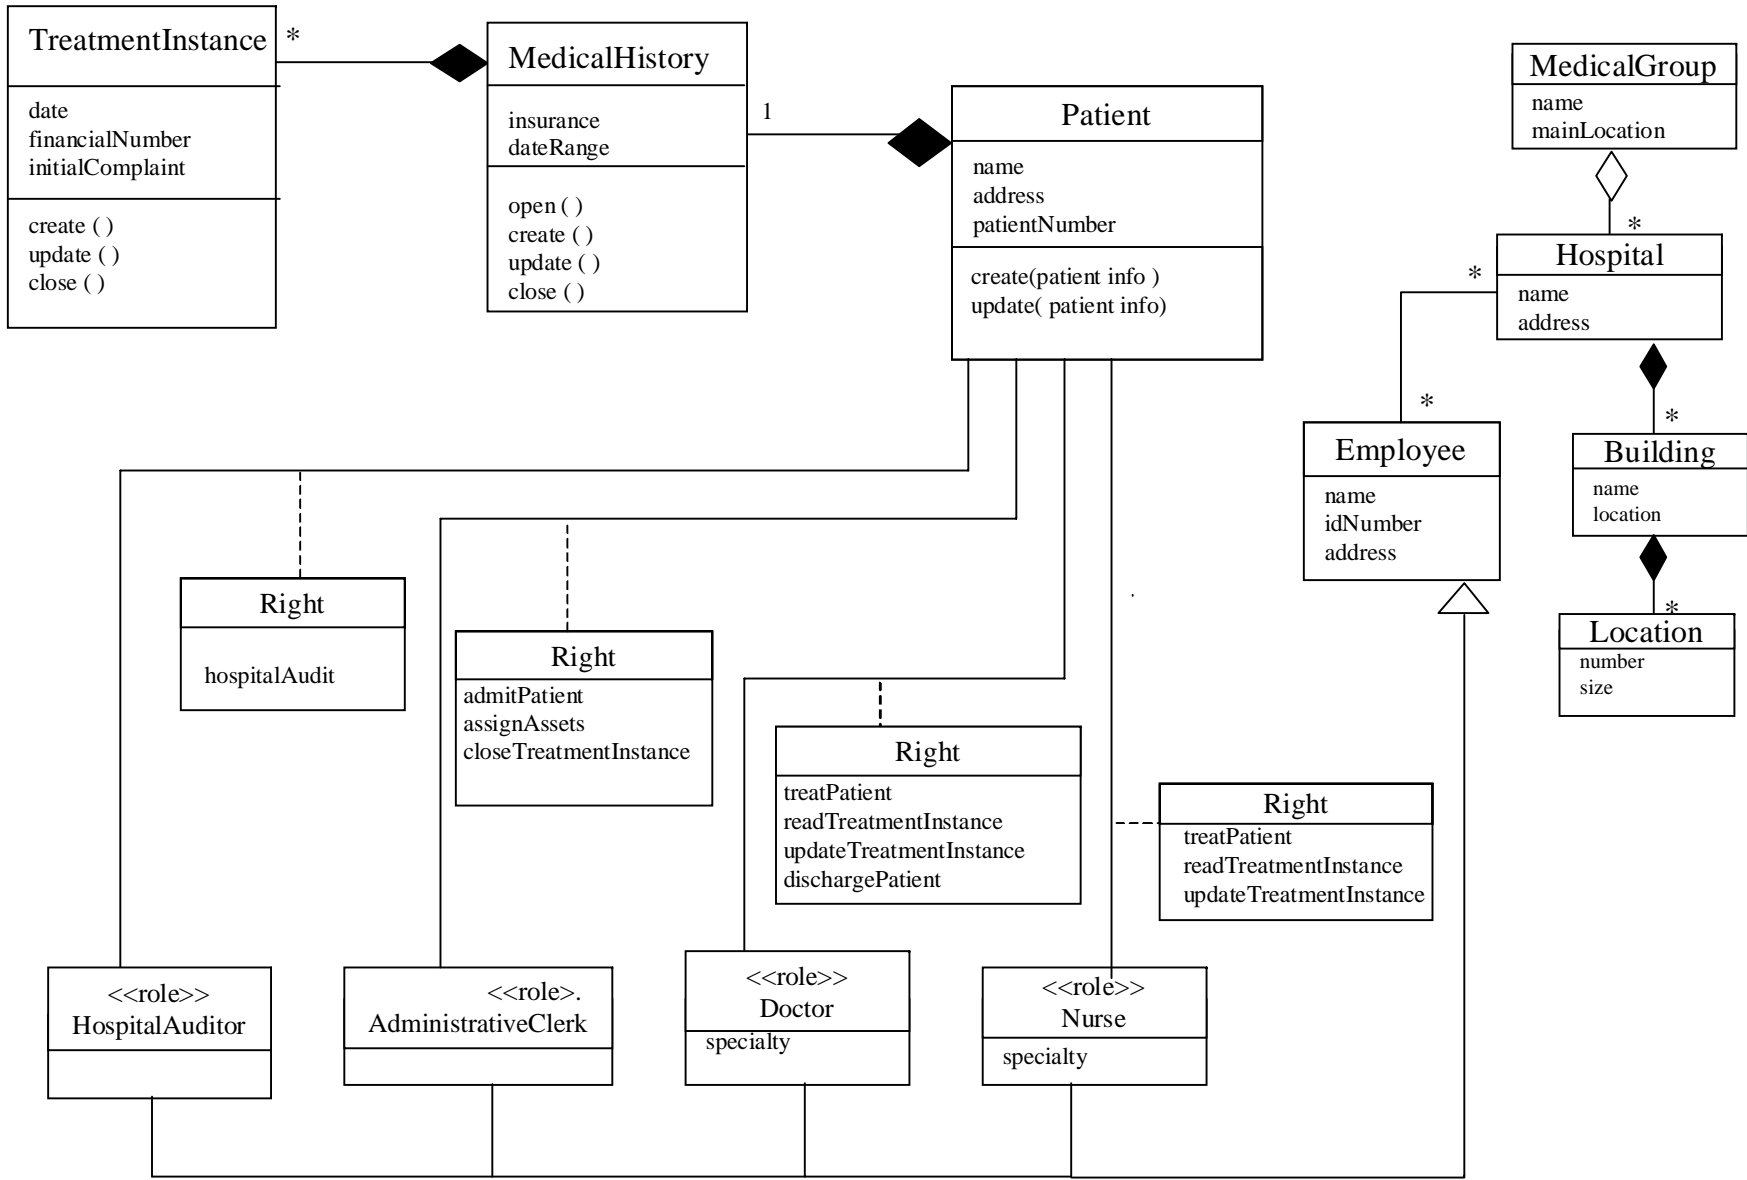 TreatmentInstance
*
date
financialNumber
initialComplaint
create ( )
update ( )
close ( )
MedicalHistory
1
insurance
dateRange
open ( )
create ( )
update ( )
close ( )
Patient
name
address
patientNumber
create(patient info )
update( patient info)
MedicalGroup
name
mainLocation
*
Hospital
*
name
address
*
Employee
name
idNumber
address
*
Building
name
location
*
Location
number
size
Right
hospitalAudit
Right
admitPatient
assignAssets
closeTreatmentInstance
Right
treatPatient
readTreatmentInstance
updateTreatmentInstance
dischargePatient
Right
treatPatient
readTreatmentInstance
updateTreatmentInstance
<<role>>
HospitalAuditor
<<role>.
AdministrativeClerk
<<role>>
Doctor
specialty
<<role>>
Nurse
specialty